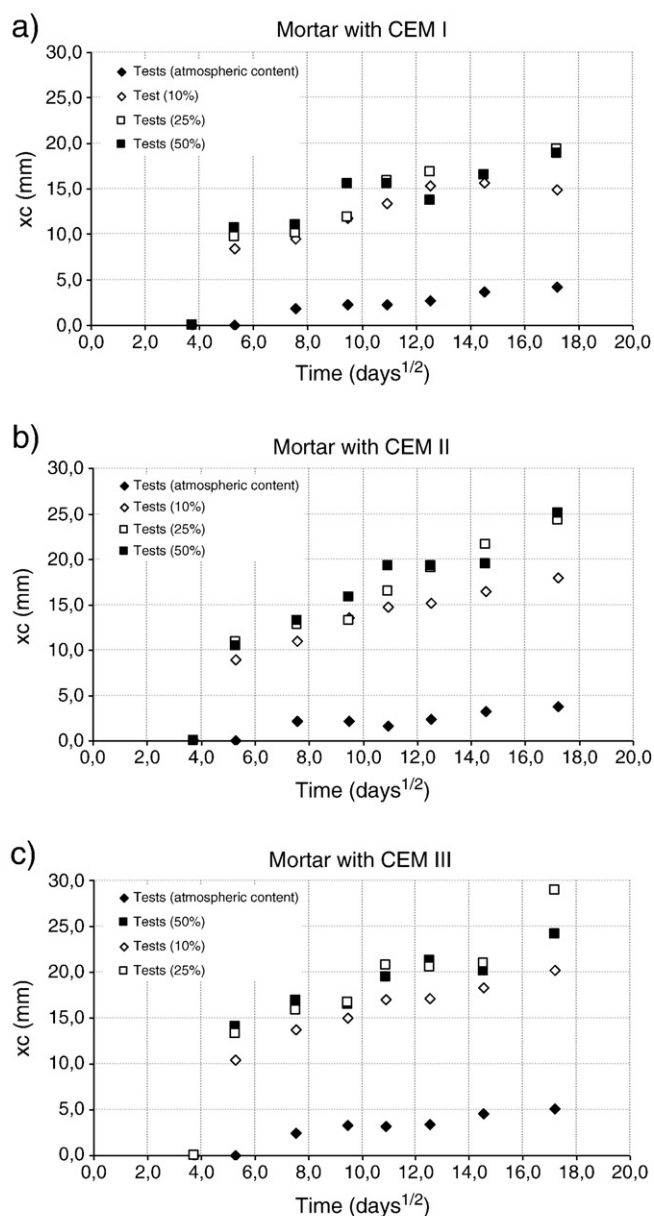 a)
Mortar with CEM I
30,0
25,0
20,0
15,0
10,0
5,0
0,0
xc (mm)
Tests (atmospheric content)
Test (10%)
Tests (25%)
Tests (50%)
0,0 2,0 4,0 6,0 8,0 10,0 12,0 14,0 16,0 18,0 20,0
Time (days1/2)
b)
Mortar with CEM II
30,0
25,0
20,0
15,0
10,0
5,0
0,0
xc (mm)
Tests (atmospheric content)
Tests (10%)
Tests (25%)
Tests (50%)
0,0 2,0 4,0 6,0 8,0 10,0 12,0 14,0 16,0 18,0 20,0
Time (days1/2)
c)
Mortar with CEM III
30,0
25,0
20,0
15,0
10,0
5,0
0,0
xc (mm)
Tests (atmospheric content)
Tests (50%)
Tests (10%)
Tests (25%)
0,0 2,0 4,0 6,0 8,0 10,0 12,0 14,0 16,0 18,0 20,0
Time (days1/2)